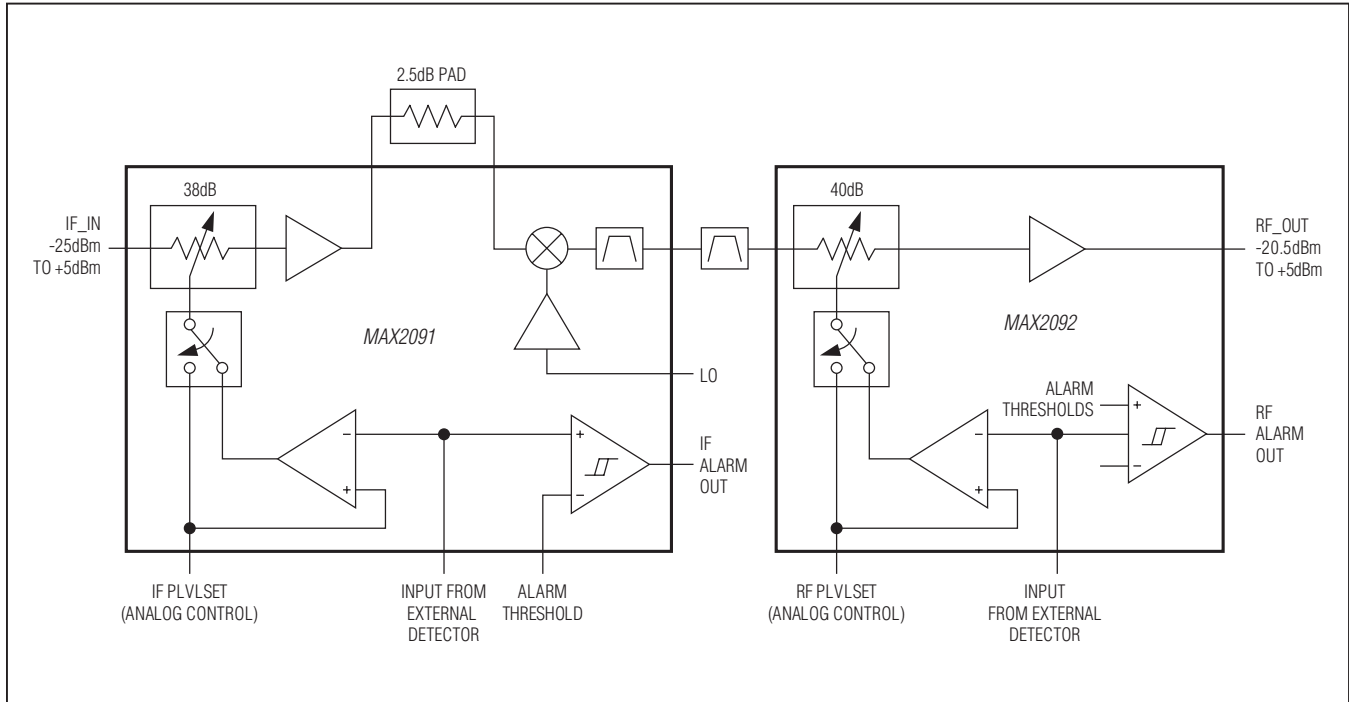 2.5dB PAD
38dB
40dB
IF_IN
-25dBm
TO +5dBm
RF_OUT
-20.5dBm
TO +5dBm
MAX2091
MAX2092
LO
ALARM
THRESHOLDS
+
-
-
+
+
-
IF
ALARM
OUT
-
+
RF
ALARM
OUT
IF PLVLSET
(ANALOG CONTROL)
INPUT FROM
EXTERNAL
DETECTOR
ALARM
THRESHOLD
RF PLVLSET
(ANALOG CONTROL)
INPUT
FROM EXTERNAL
DETECTOR